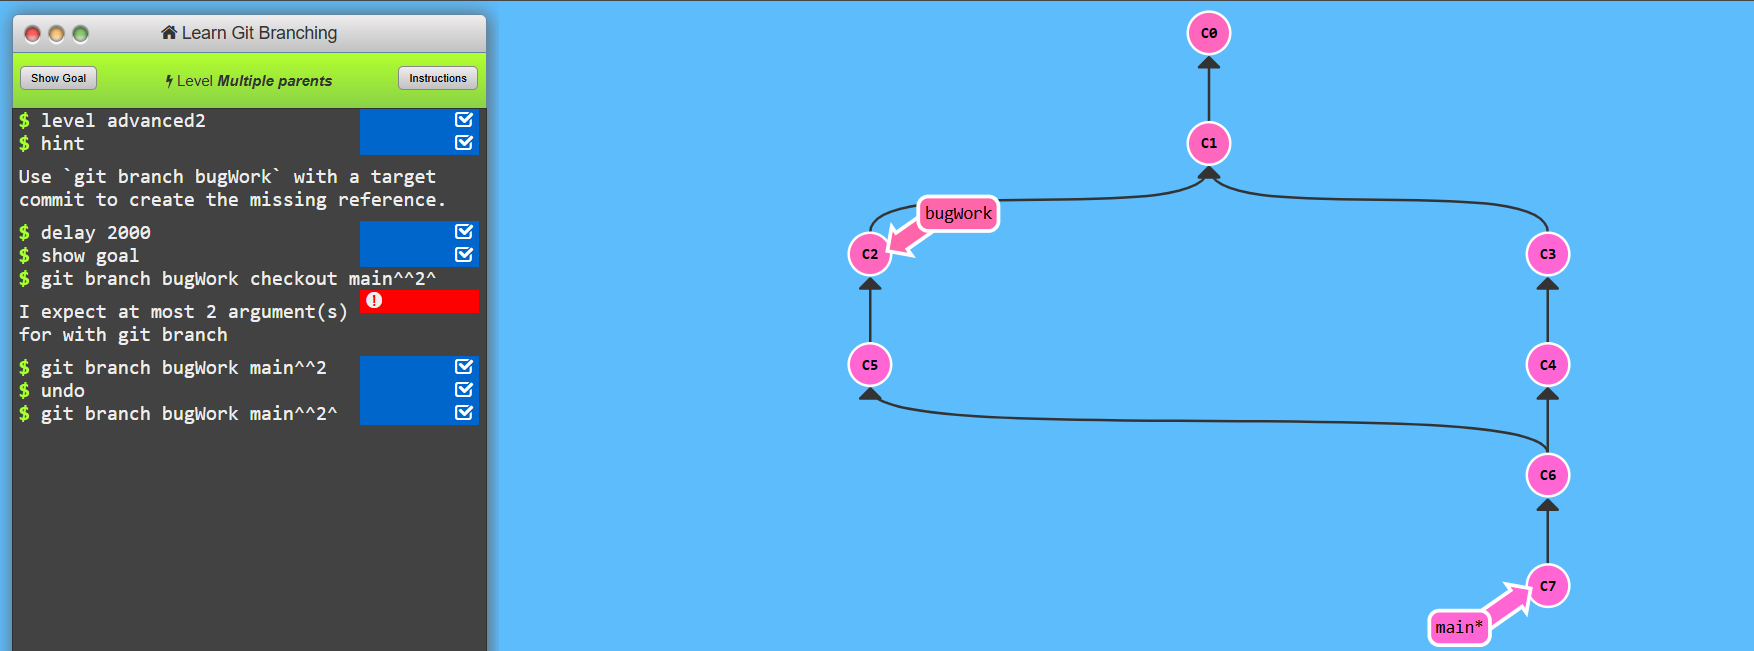 Learn Git Branching
Show Goal
Level Multiple parents
Instructions
$ level advanced2
$ hint
Use `git branch bugWork` with a target
commit to create the missing reference.
$ delay 2000
$ show goal
$ git branch bugWork checkout main^^2^
I expect at most 2 argument(s)
for with git branch
$ git branch bugWork main^^2
$ undo
$ git branch bugWork main^^2^
C0
C1
bugWork
C2
C3
C5
C4
C6
C7
main*